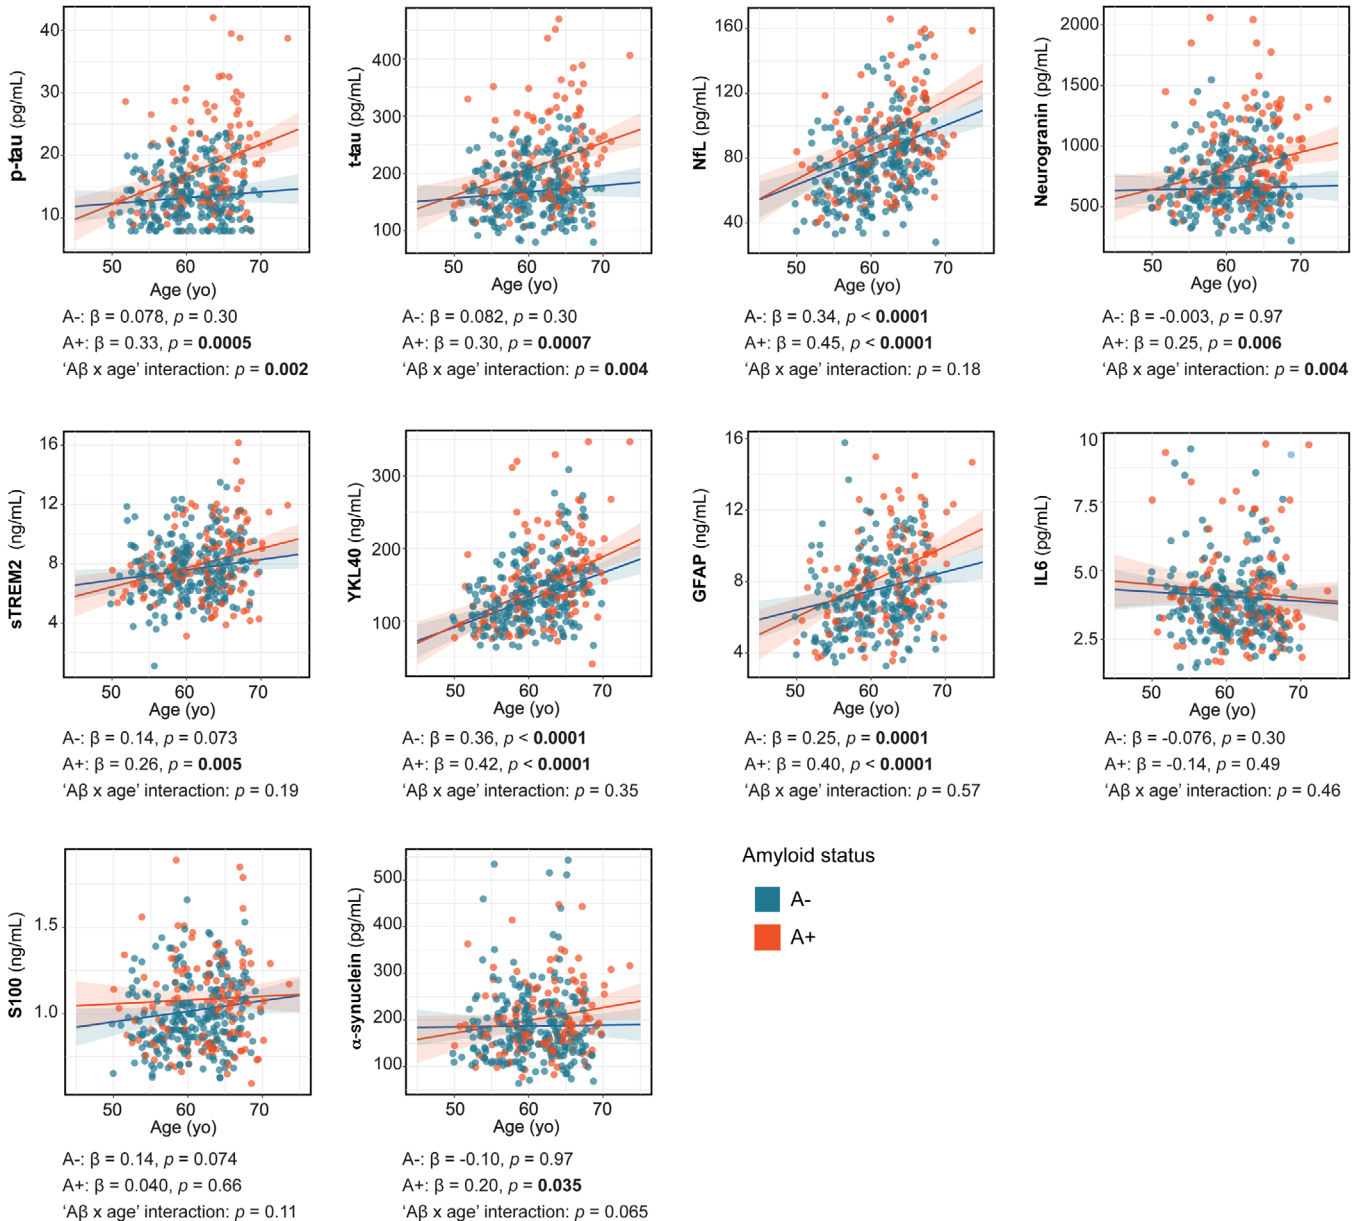 p-tau (pg/mL)
40
30
20
10
50 60 70
Age (yo)
A-: β = 0.078, p = 0.30
A+: β = 0.33, p = 0.0005
‘Aβ x age’ interaction: p = 0.002
t-tau (pg/mL)
400
300
200
100
50 60 70
Age (yo)
A-: β = 0.082, p = 0.30
A+: β = 0.30, p = 0.0007
‘Aβ x age’ interaction: p = 0.004
NfL (pg/mL)
160
120
80
40
50 60 70
Age (yo)
A-: β = 0.34, p < 0.0001
A+: β = 0.45, p < 0.0001
‘Aβ x age’ interaction: p = 0.18
Neurogranin (pg/mL)
2000
1500
1000
500
50 60 70
Age (yo)
A-: β = -0.003, p = 0.97
A+: β = 0.25, p = 0.006
‘Aβ x age’ interaction: p = 0.004
sTREM2 (ng/mL)
16
12
8
4
50 60 70
Age (yo)
A-: β = 0.14, p = 0.073
A+: β = 0.26, p = 0.005
‘Aβ x age’ interaction: p = 0.19
YKL40 (ng/mL)
300
200
100
50 60 70
Age (yo)
A-: β = 0.36, p < 0.0001
A+: β = 0.42, p < 0.0001
‘Aβ x age’ interaction: p = 0.35
GFAP (ng/mL)
16
12
8
4
50 60 70
Age (yo)
A-: β = 0.25, p = 0.0001
A+: β = 0.40, p < 0.0001
‘Aβ x age’ interaction: p = 0.57
IL6 (pg/mL)
10
7.5
5.0
2.5
50 60 70
Age (yo)
A-: β = -0.076, p = 0.30
A+: β = -0.14, p = 0.49
‘Aβ x age’ interaction: p = 0.46
S100 (ng/mL)
1.5
1.0
50 60 70
Age (yo)
A-: β = 0.14, p = 0.074
A+: β = 0.040, p = 0.66
‘Aβ x age’ interaction: p = 0.11
α-synuclein (pg/mL)
500
400
300
200
100
50 60 70
Age (yo)
A-: β = -0.10, p = 0.97
A+: β = 0.20, p = 0.035
‘Aβ x age’ interaction: p = 0.065
Amyloid status
A-
A+